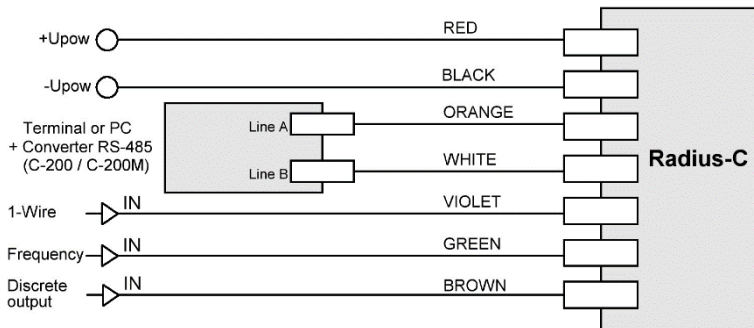 +Upow RED
-Upow BLACK
Terminal or PC
+ Converter RS-485
(C-200 / C-200M)
Line A ORANGE
Line B WHITE
Radius-C
1-Wire IN VIOLET
Frequency IN GREEN
Discrete
output IN BROWN